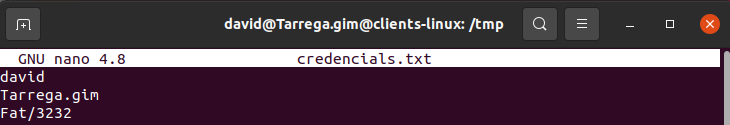 david@Tarrega.gim@clients-linux: /tmp
GNU nano 4.8 credencials.txt
david
Tarrega.gim
Fat/3232